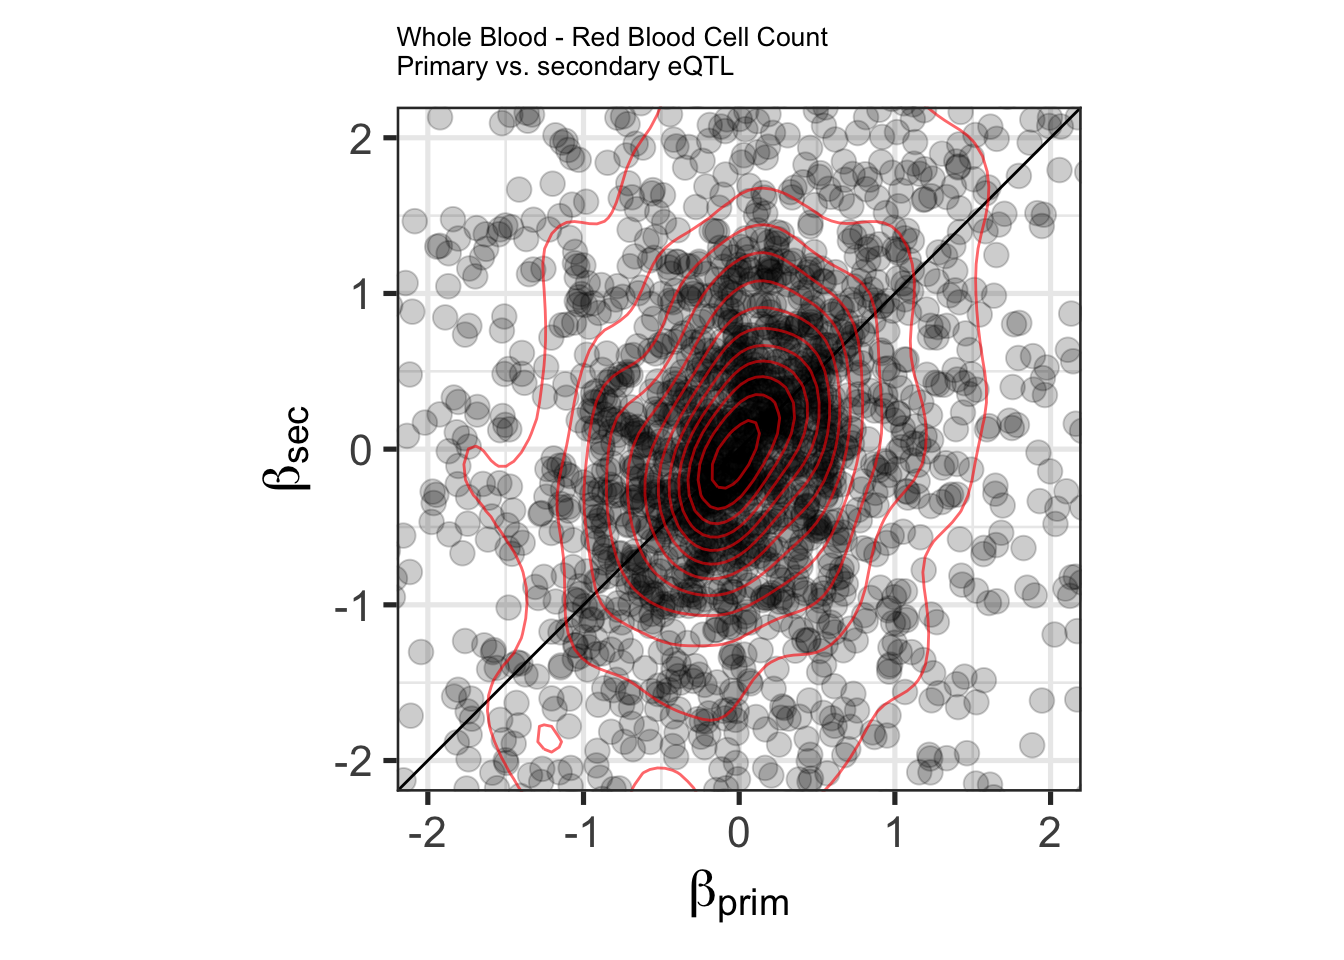 Whole Blood - Red Blood Cell Count
Primary vs. secondary eQTL
2
1
0
-1
-2
βsec
-2 -1 0 1 2
βprim